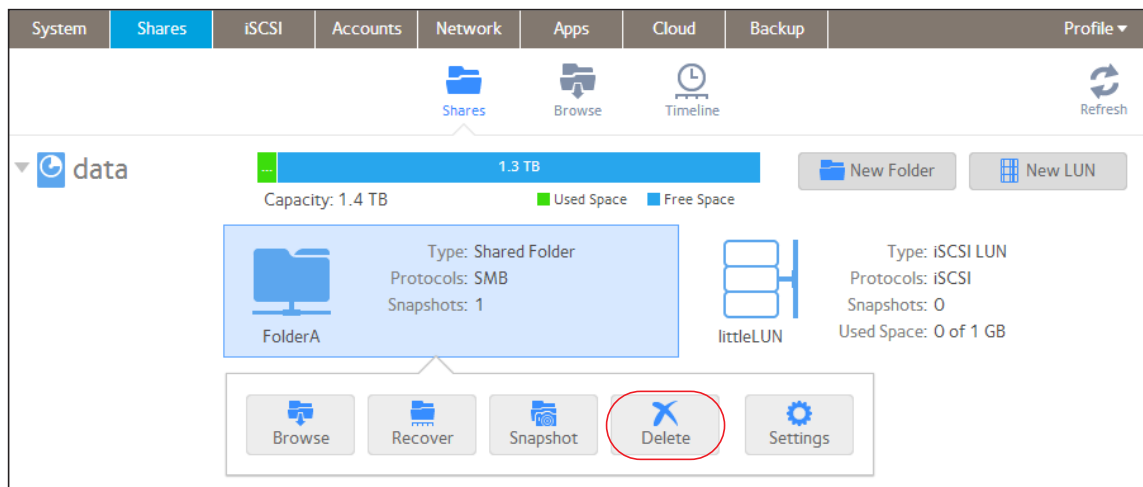 System Shares iSCSI Accounts Network Apps Cloud Backup Profile
Shares Browse Timeline Refresh
data
... 1.3 TB
New Folder New LUN
Capacity: 1.4 TB Used Space Free Space
Type: Shared Folder
Protocols: SMB
Snapshots: 1
FolderA
Type: iSCSI LUN
Protocols: iSCSI
Snapshots: 0
Used Space: 0 of 1 GB
littleLUN
Browse Recover Snapshot Delete Settings